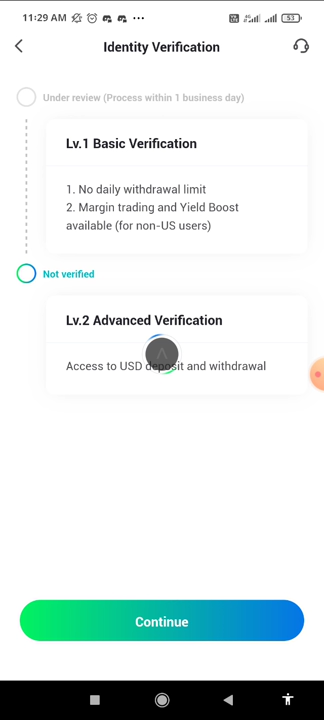 11:29 AM
53
Identity Verification
Under review (Process within 1 business day)
Lv.1 Basic Verification
1. No daily withdrawal limit
2. Margin trading and Yield Boost
available (for non-US users)
Not verified
Lv.2 Advanced Verification
Access to USD deposit and withdrawal
Continue